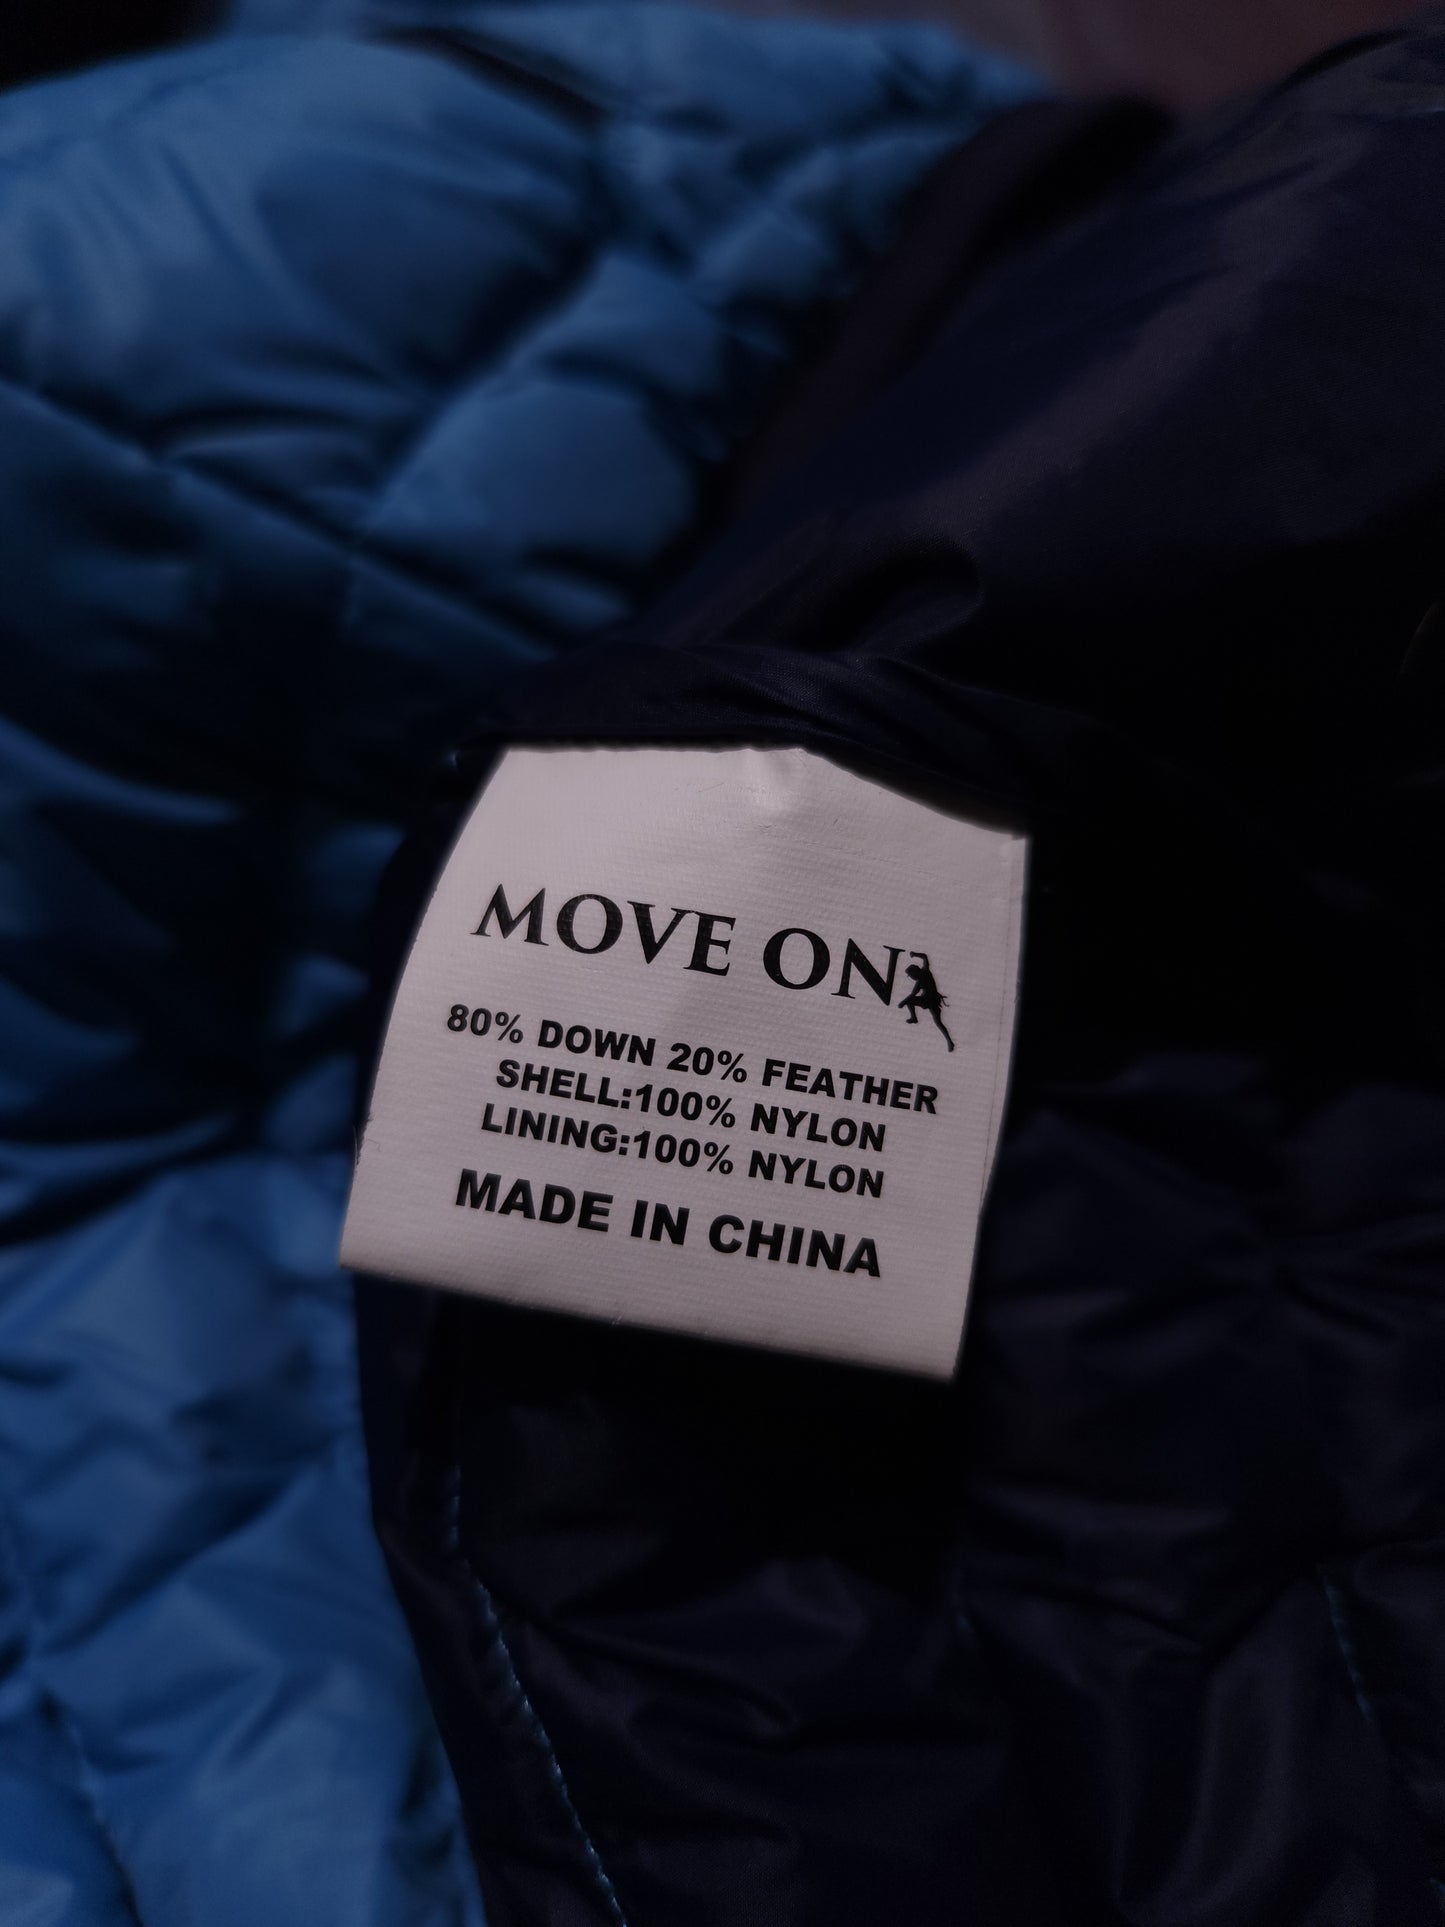 MOVE ON
80% DOWN 20% FEATHER
SHELL:100% NYLON
LINING:100% NYLON
MADE IN CHINA